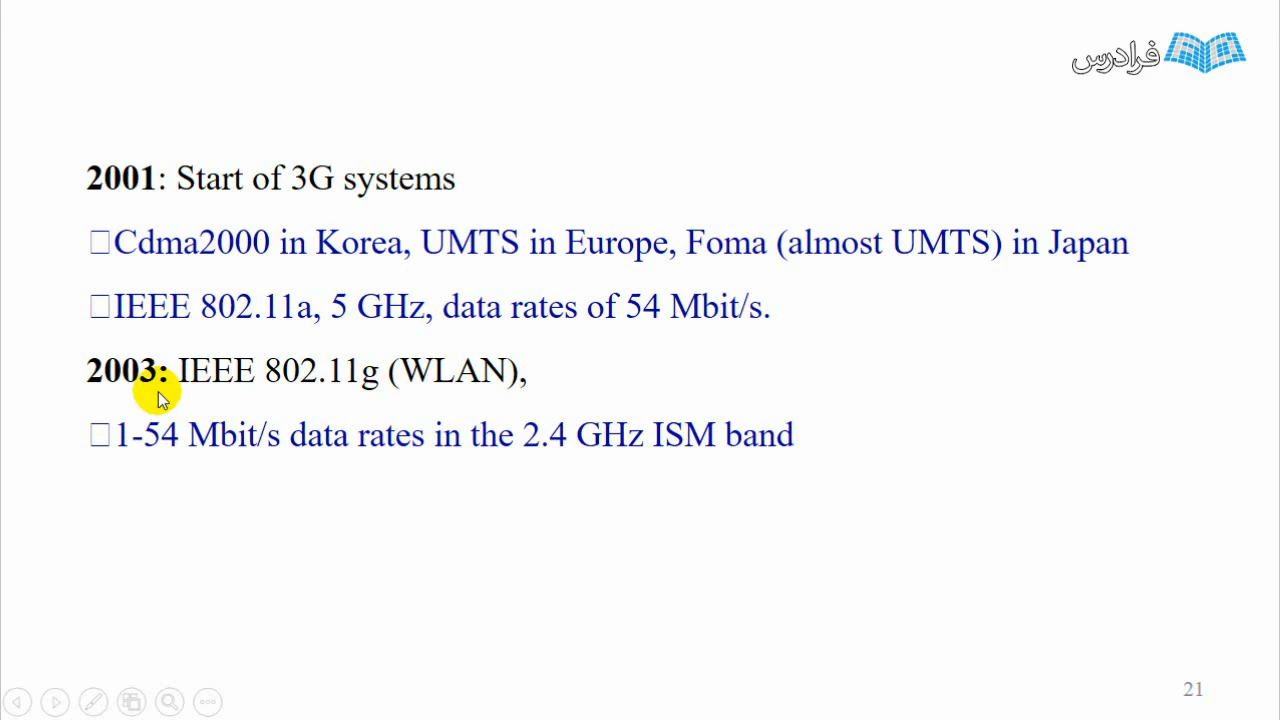 فرادرس
2001: Start of 3G systems
□Cdma2000 in Korea, UMTS in Europe, Foma (almost UMTS) in Japan
□IEEE 802.11a, 5 GHz, data rates of 54 Mbit/s.
2003: IEEE 802.11g (WLAN),
□1-54 Mbit/s data rates in the 2.4 GHz ISM band
21